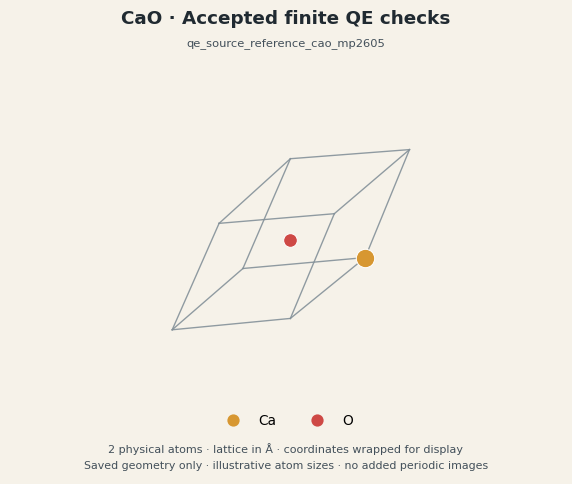 CaO · Accepted finite QE checks
qe_source_reference_cao_mp2605
Ca O
2 physical atoms · lattice in Å · coordinates wrapped for display
Saved geometry only · illustrative atom sizes · no added periodic images